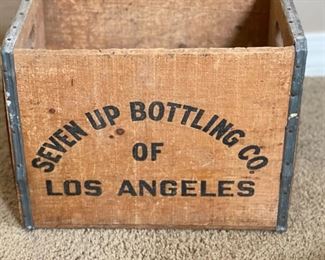 SEVEN UP BOTTLING CO.
OF
LOS ANGELES